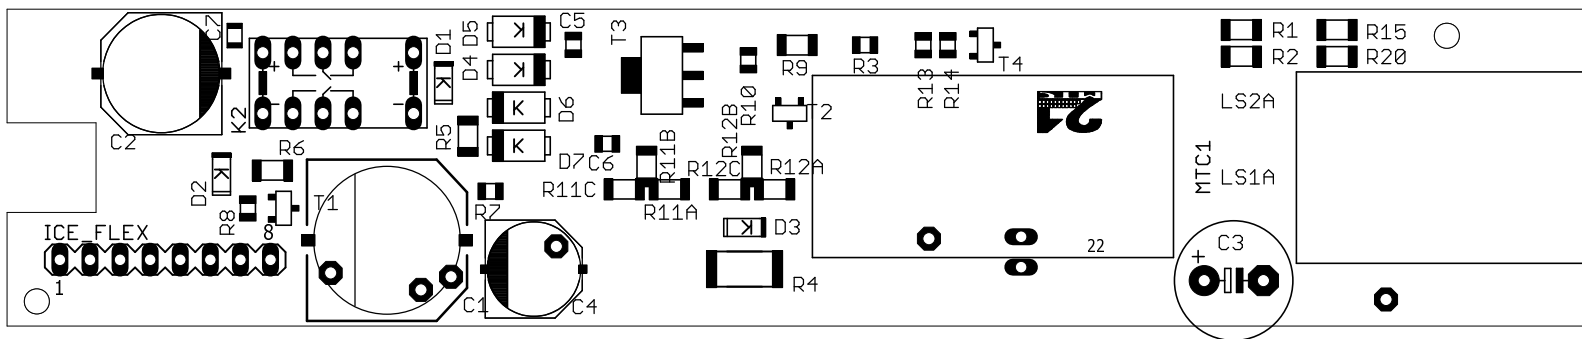 C7
K2
+
+
−
−
D1
D5
K
D4
K
D6
K
D7
K
C5
T3
R9
R3
R10
R13
R14
T4
R1
R2
R15
R20
C2
K
R5
R6
C6
R11B
R12B
T2
21
LS2A
D2
K
R8
T1
R7
R11C
R11A
R12C
R12A
MTC1
LS1A
ICE_FLEX
8
1
D3
K
22
C3
+
C1
C4
R4